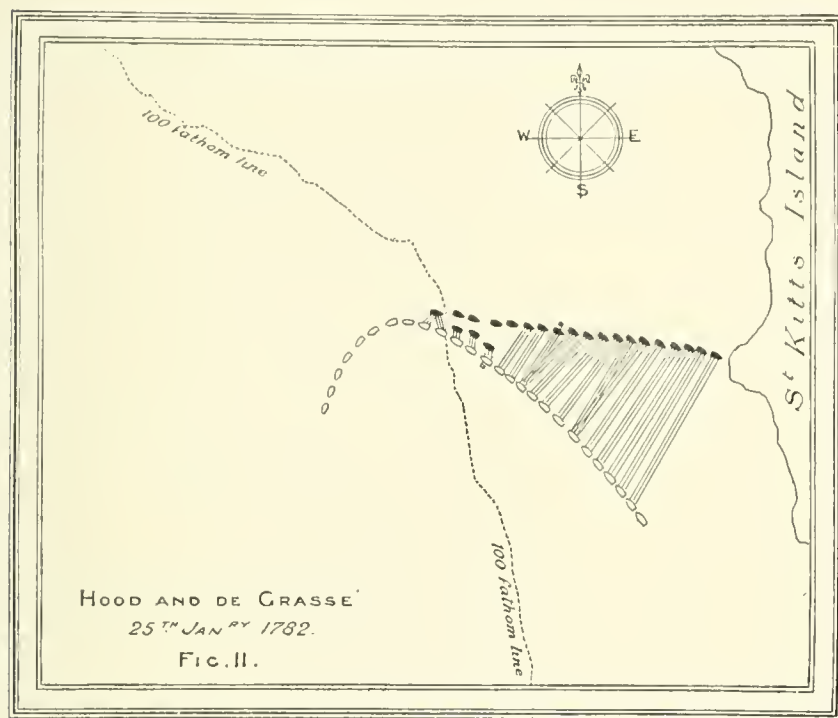 100 fathom line
W
E
S
St Kitts Island
100 fathom line
HOOD AND DE GRASSE
25TH JANRY 1782.
FIG. II.